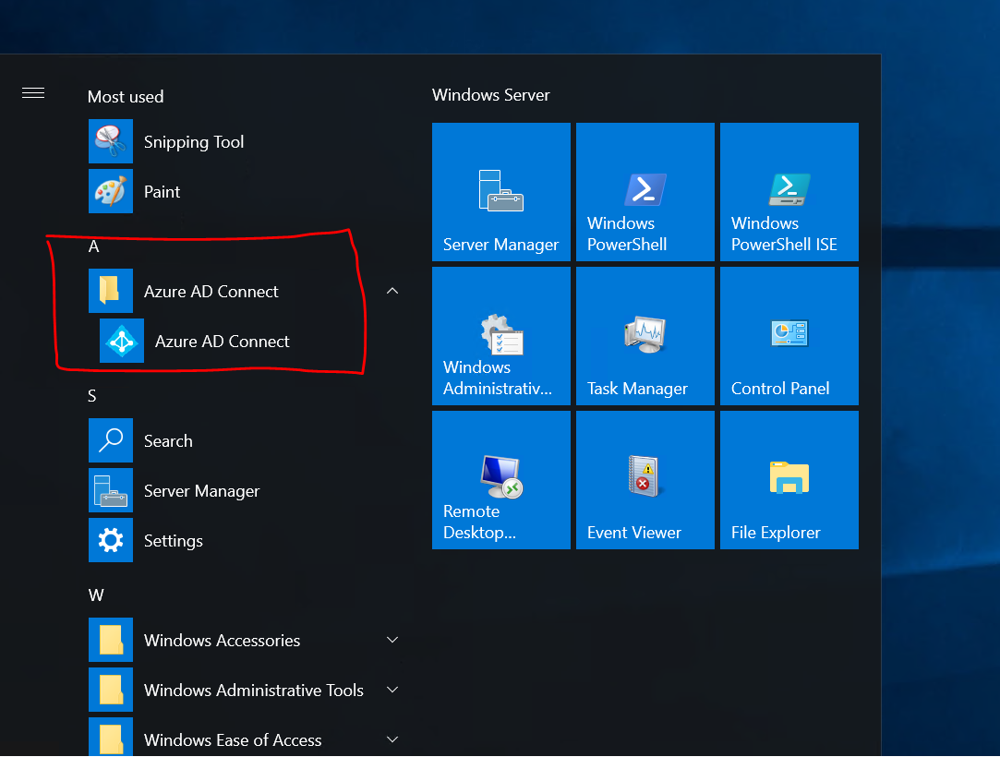 Most used
Snipping Tool
Paint
A
Azure AD Connect
Azure AD Connect
S
Search
Server Manager
Settings
W
Windows Accessories
Windows Administrative Tools
Windows Ease of Access
Windows Server
Server Manager
Windows
PowerShell
Windows
PowerShell ISE
Windows
Administrativ...
Task Manager
Control Panel
Remote
Desktop...
Event Viewer
File Explorer